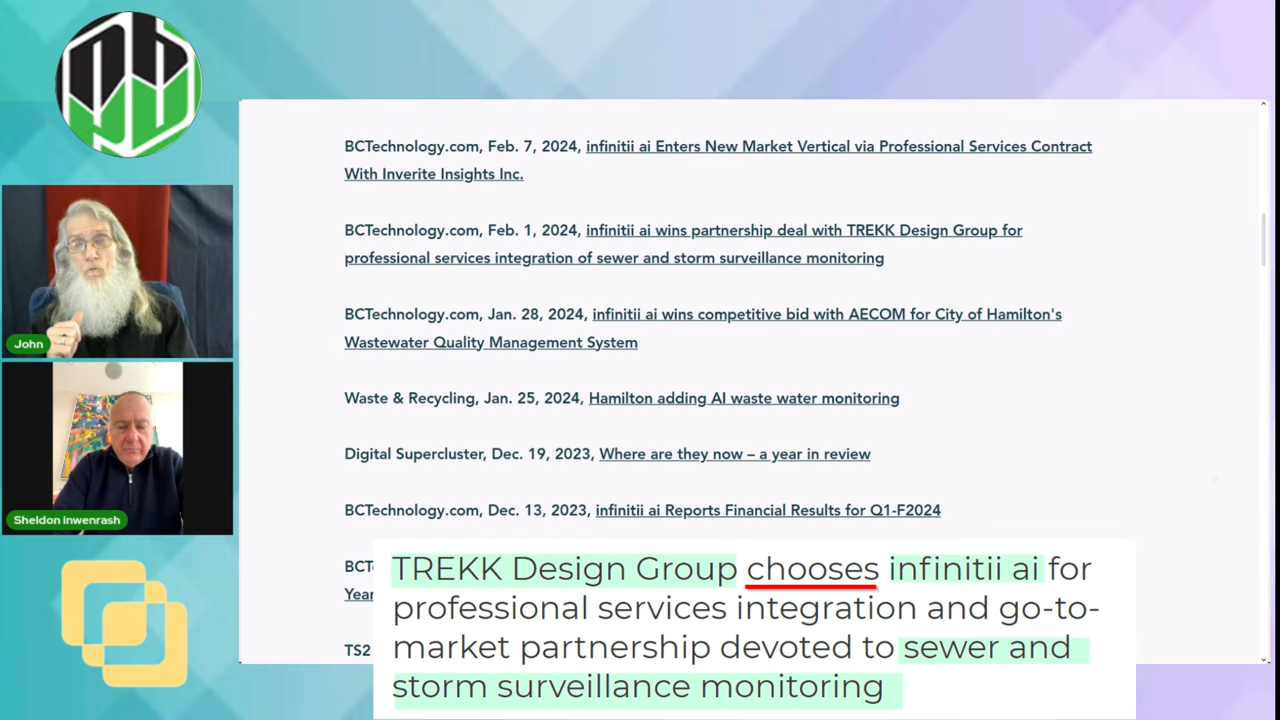 BCTechnology.com, Feb. 7, 2024, infinitii ai Enters New Market Vertical via Professional Services Contract
With Inverite Insights Inc.
BCTechnology.com, Feb. 1, 2024, infinitii ai wins partnership deal with TREKK Design Group for
professional services integration of sewer and storm surveillance monitoring
BCTechnology.com, Jan. 28, 2024, infinitii ai wins competitive bid with AECOM for City of Hamilton's
Wastewater Quality Management System
Waste & Recycling, Jan. 25, 2024, Hamilton adding AI waste water monitoring
Digital Supercluster, Dec. 19, 2023, Where are they now – a year in review
BCTechnology.com, Dec. 13, 2023, infinitii ai Reports Financial Results for Q1-F2024
TS2
TREKK Design Group chooses infinitii ai for
professional services integration and go-to-
market partnership devoted to sewer and
storm surveillance monitoring
John
Sheldon Inwenrash